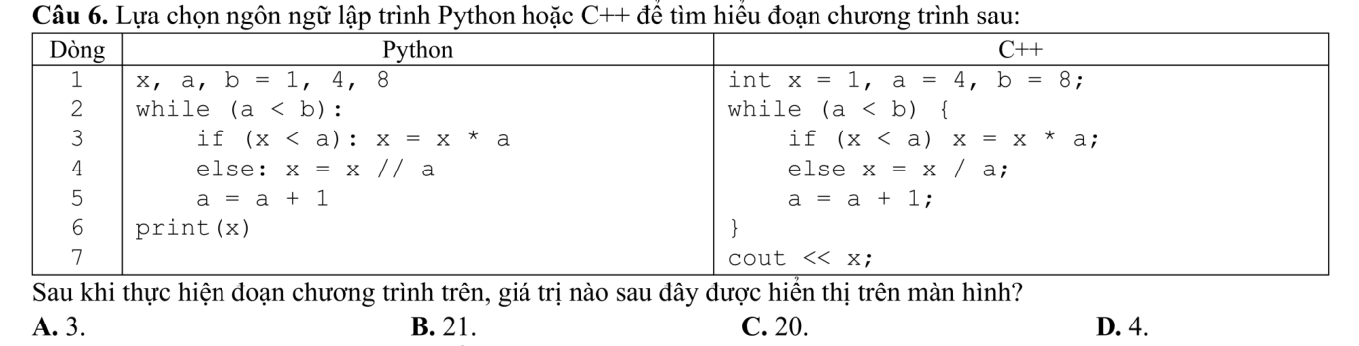 Câu 6. Lựa chọn ngôn ngữ lập trình Python hoặc C++ để tìm hiểu đoạn chương trình sau:
Dòng Python C++
1 x, a, b = 1, 4, 8 int x = 1, a = 4, b = 8;
2 while (a < b): while (a < b) {
3 if (x < a): x = x * a if (x < a) x = x * a;
4 else: x = x // a else x = x / a;
5 a = a + 1 a = a + 1;
6 print(x) }
7 cout << x;
Sau khi thực hiện đoạn chương trình trên, giá trị nào sau đây được hiển thị trên màn hình?
A. 3. B. 21. C. 20. D. 4.